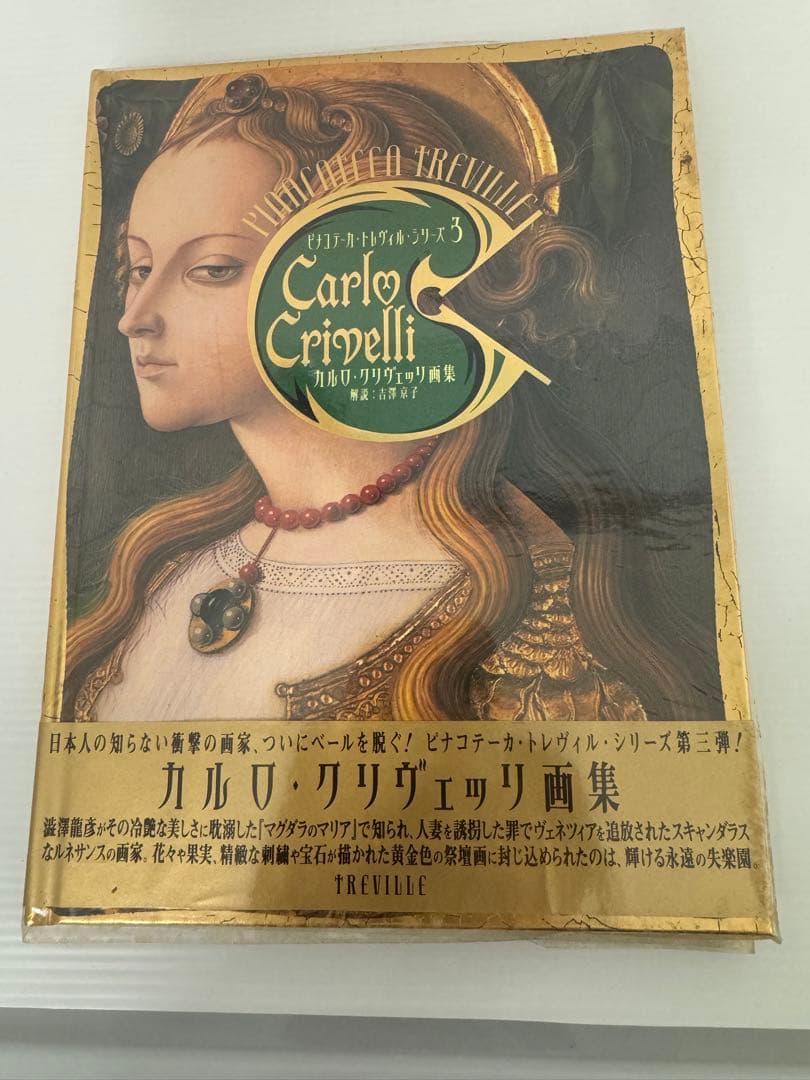 PINACOTECA TREVILLE
ピナコテーカ・トレヴィル・シリーズ 3
Carlo
Crivelli
カルロ・クリヴェッリ画集
解説：吉澤京子
日本人の知らない衝撃の画家、ついにベールを脱ぐ！ ピナコテーカ・トレヴィル・シリーズ第三弾！
カルロ・クリヴェッリ画集
澁澤龍彦がその冷艶な美しさに耽溺した『マグダラのマリア』で知られ、人妻を誘拐した罪でヴェネツィアを追放されたスキャンダラス
なルネサンスの画家。花々や果実、精緻な刺繍や宝石が描かれた黄金色の祭壇画に封じ込められたのは、輝ける永遠の失楽園。
TREVILLE